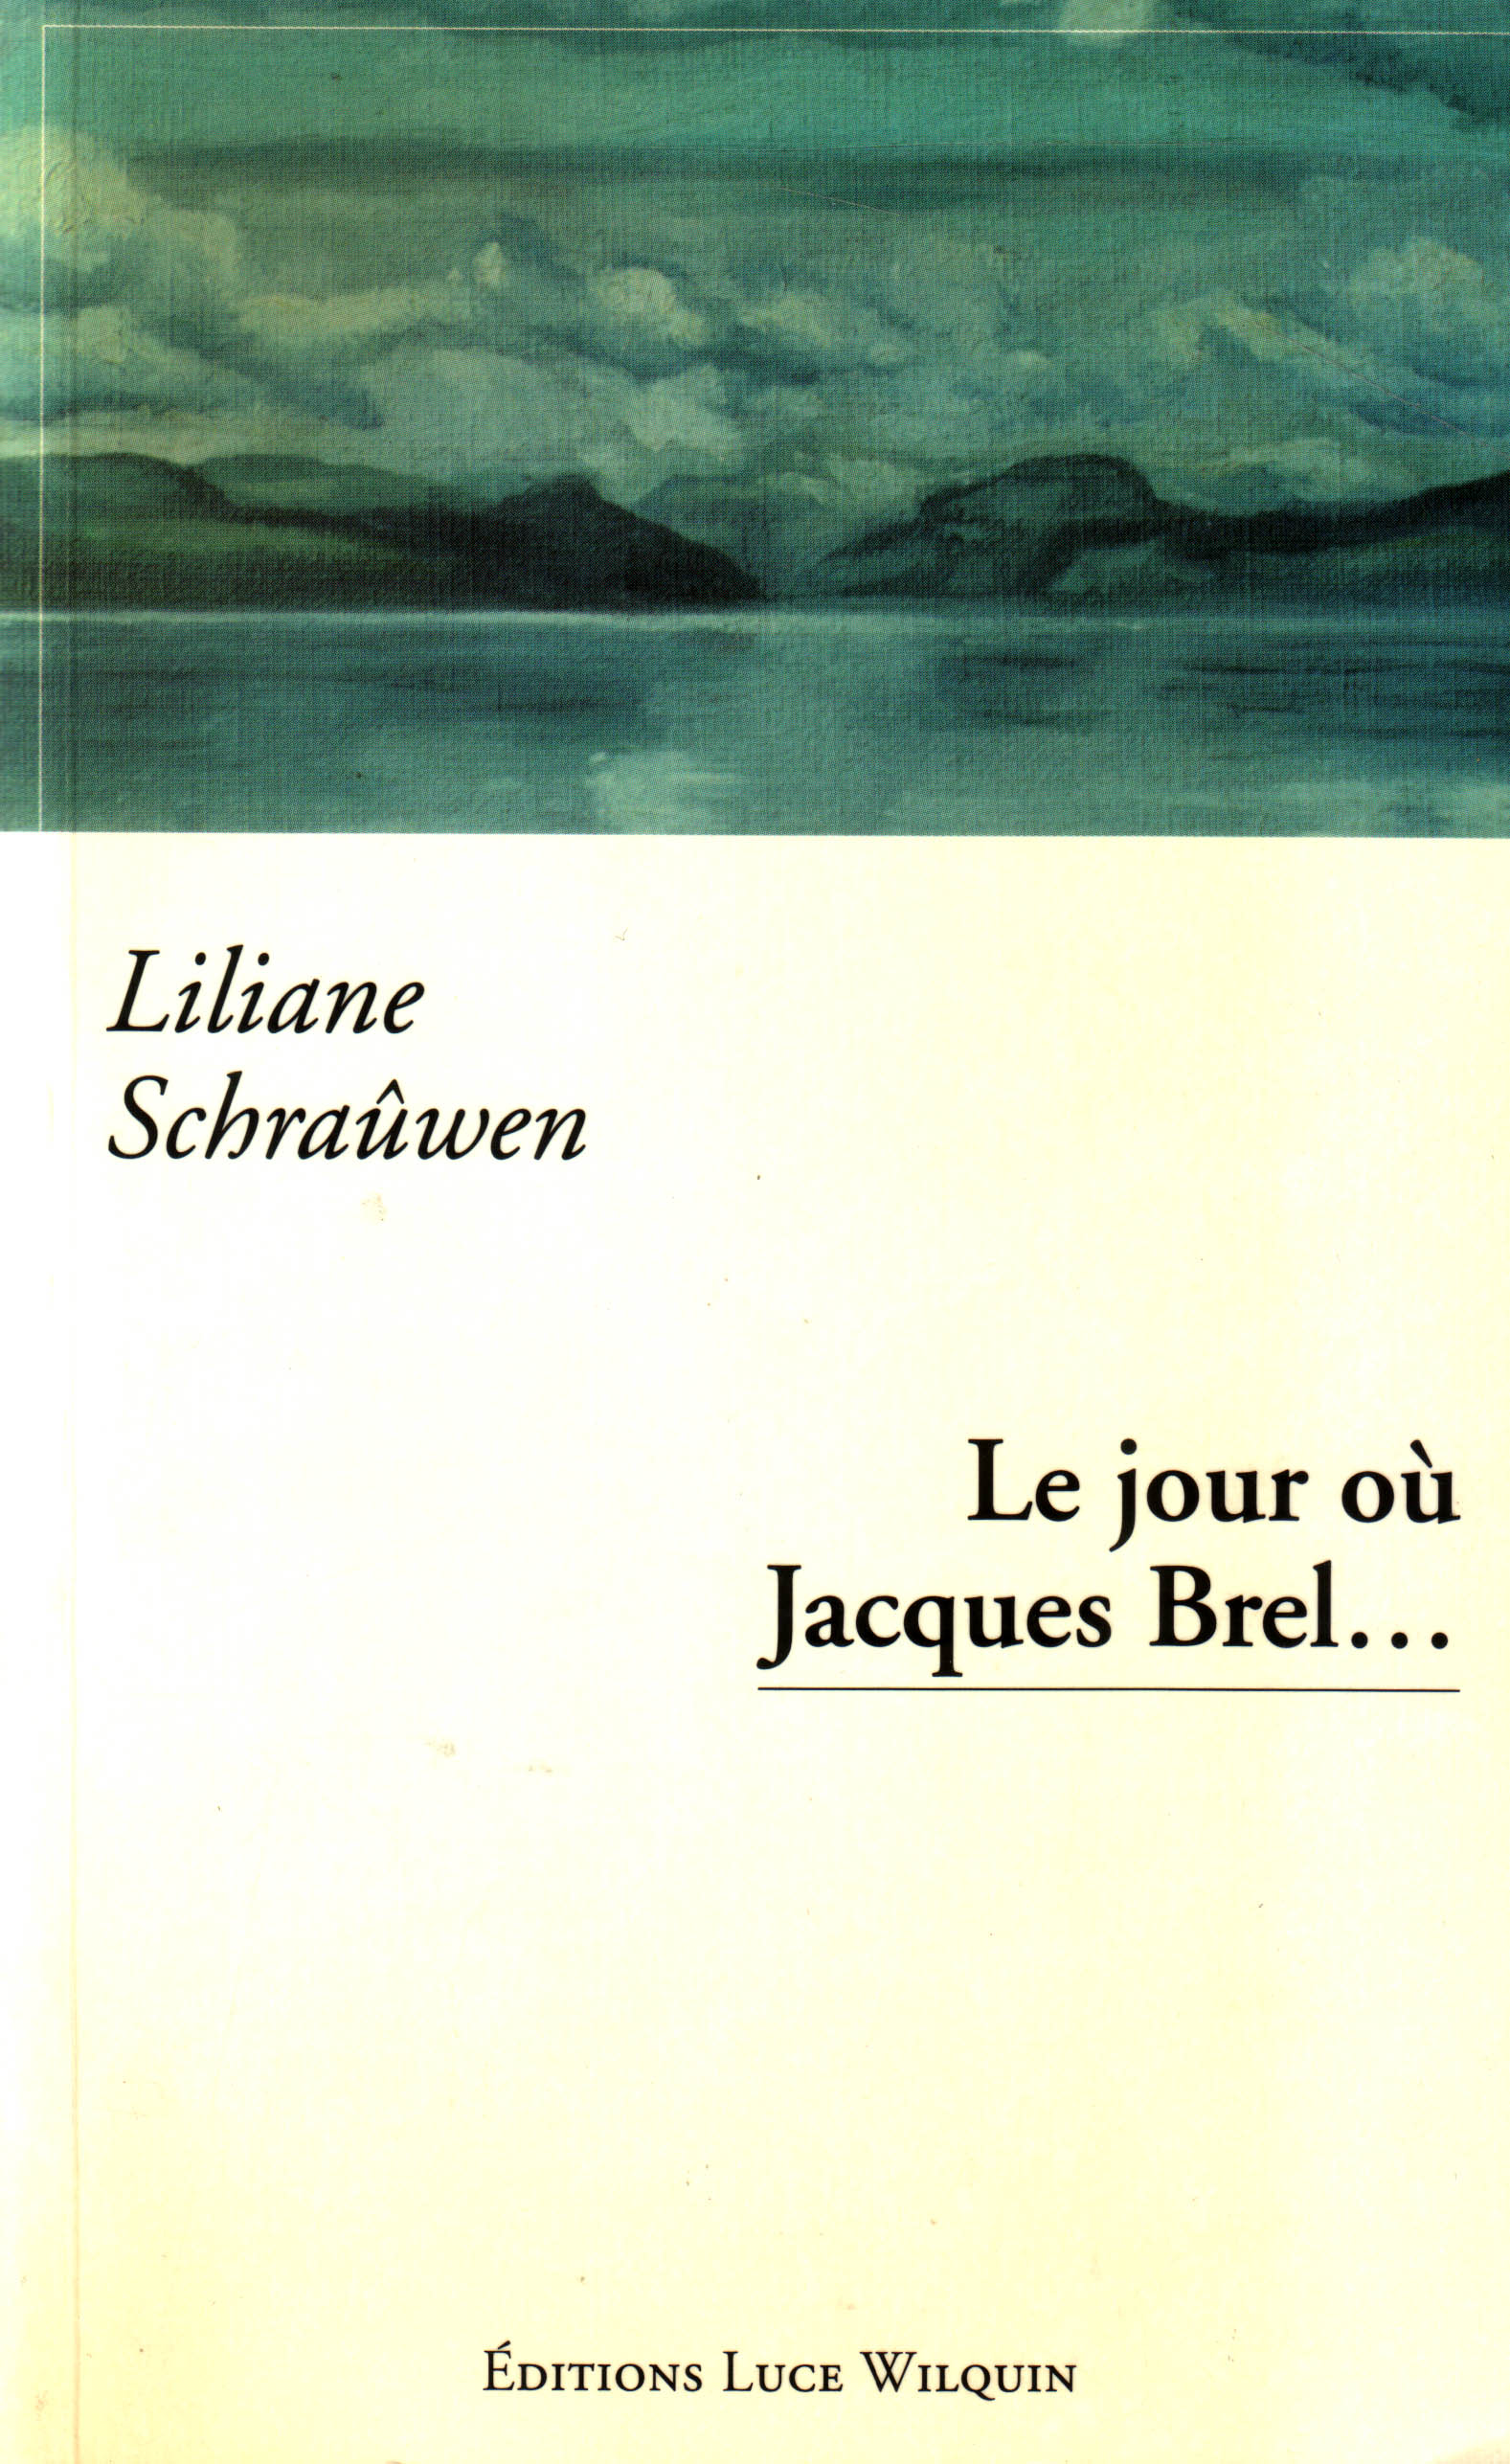 Liliane
Schraûwen
Le jour où
Jacques Brel…
Éditions Luce Wilquin